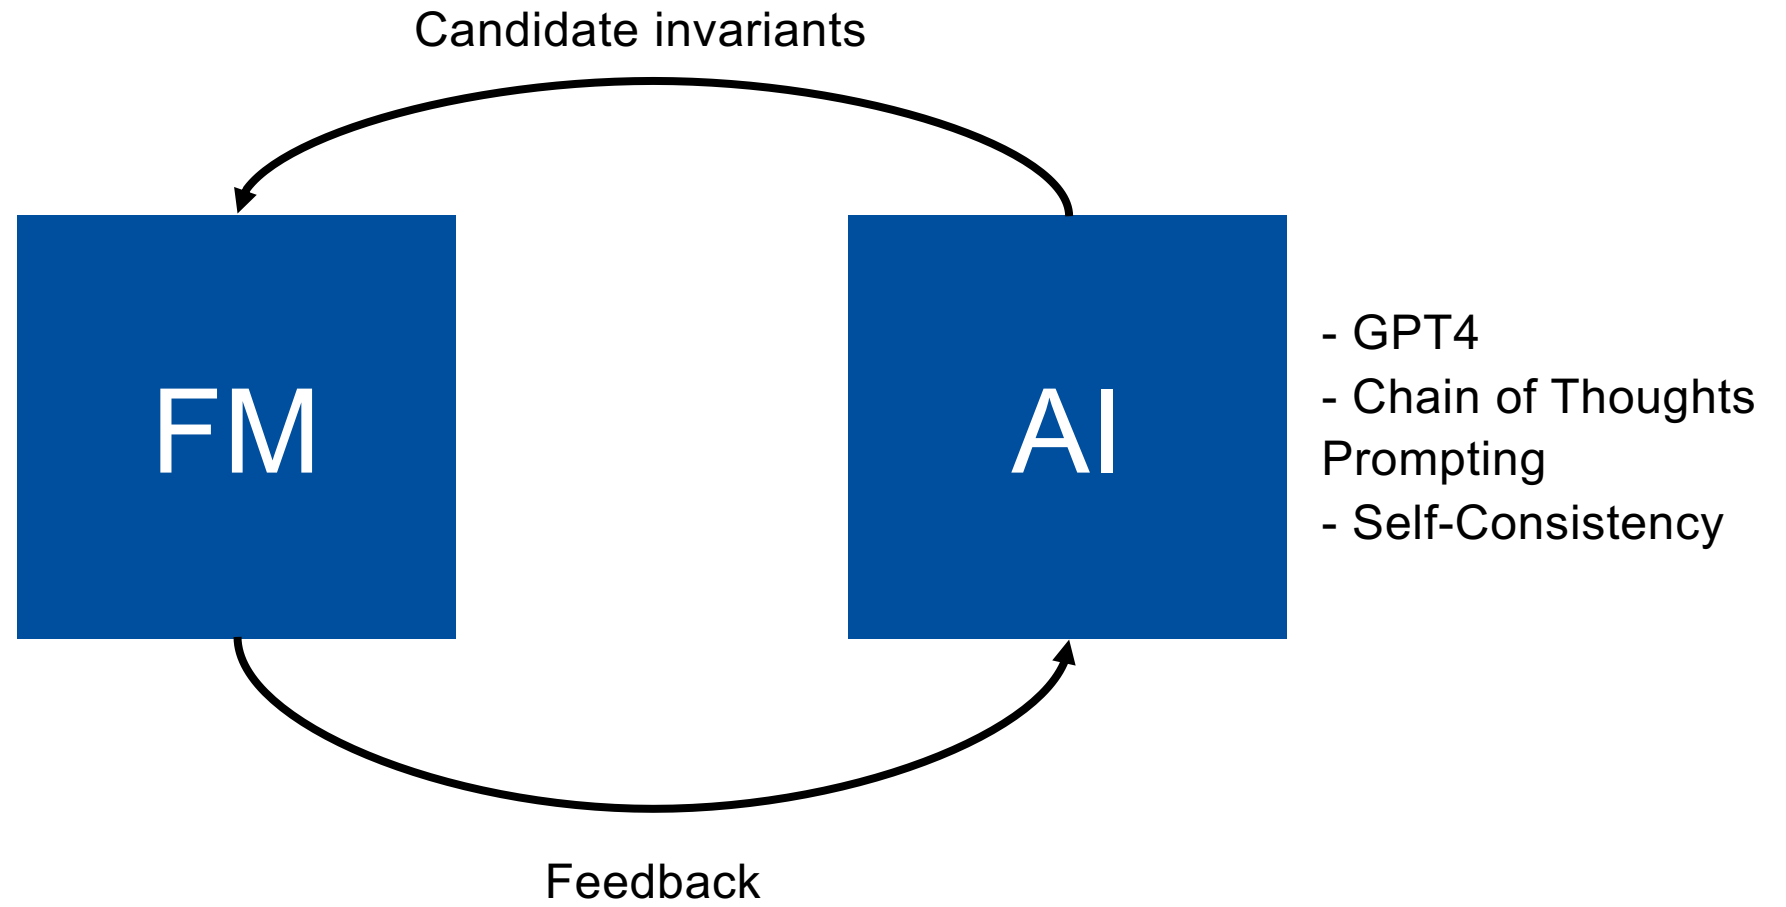 Candidate invariants
FM
AI
- GPT4
- Chain of Thoughts
Prompting
- Self-Consistency
Feedback